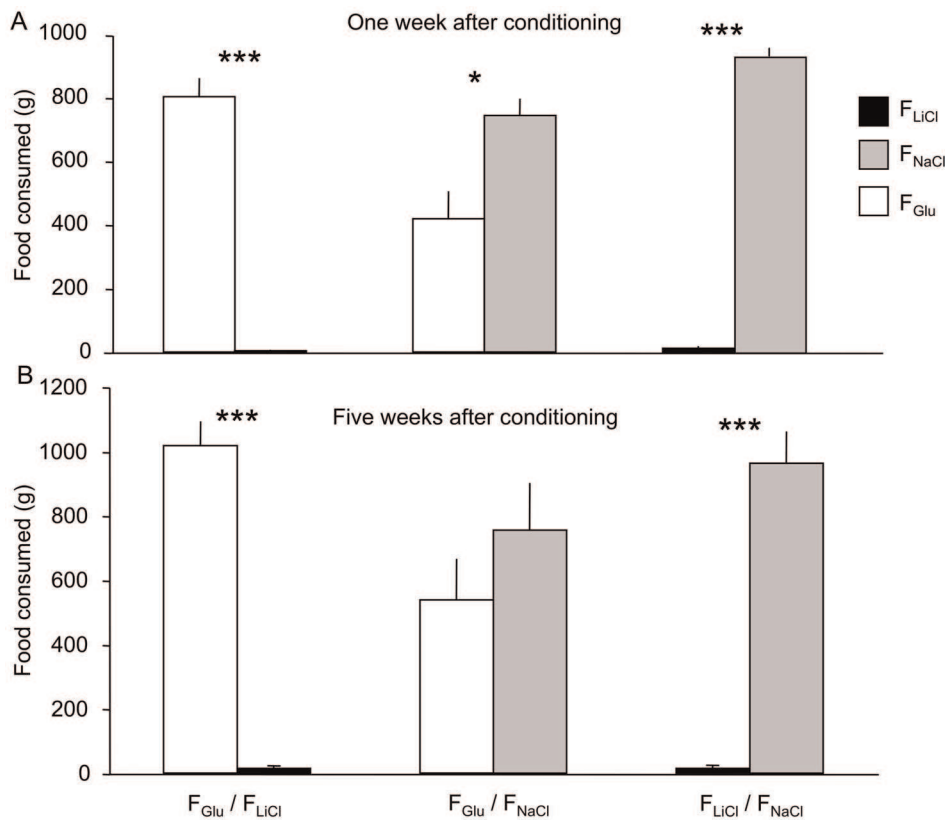 A
One week after conditioning
Food consumed (g)
1000
800
600
400
200
0
***
*
***
F_LiCl
F_NaCl
F_Glu
B
Five weeks after conditioning
Food consumed (g)
1200
1000
800
600
400
200
0
***
***
F_Glu / F_LiCl
F_Glu / F_NaCl
F_LiCl / F_NaCl